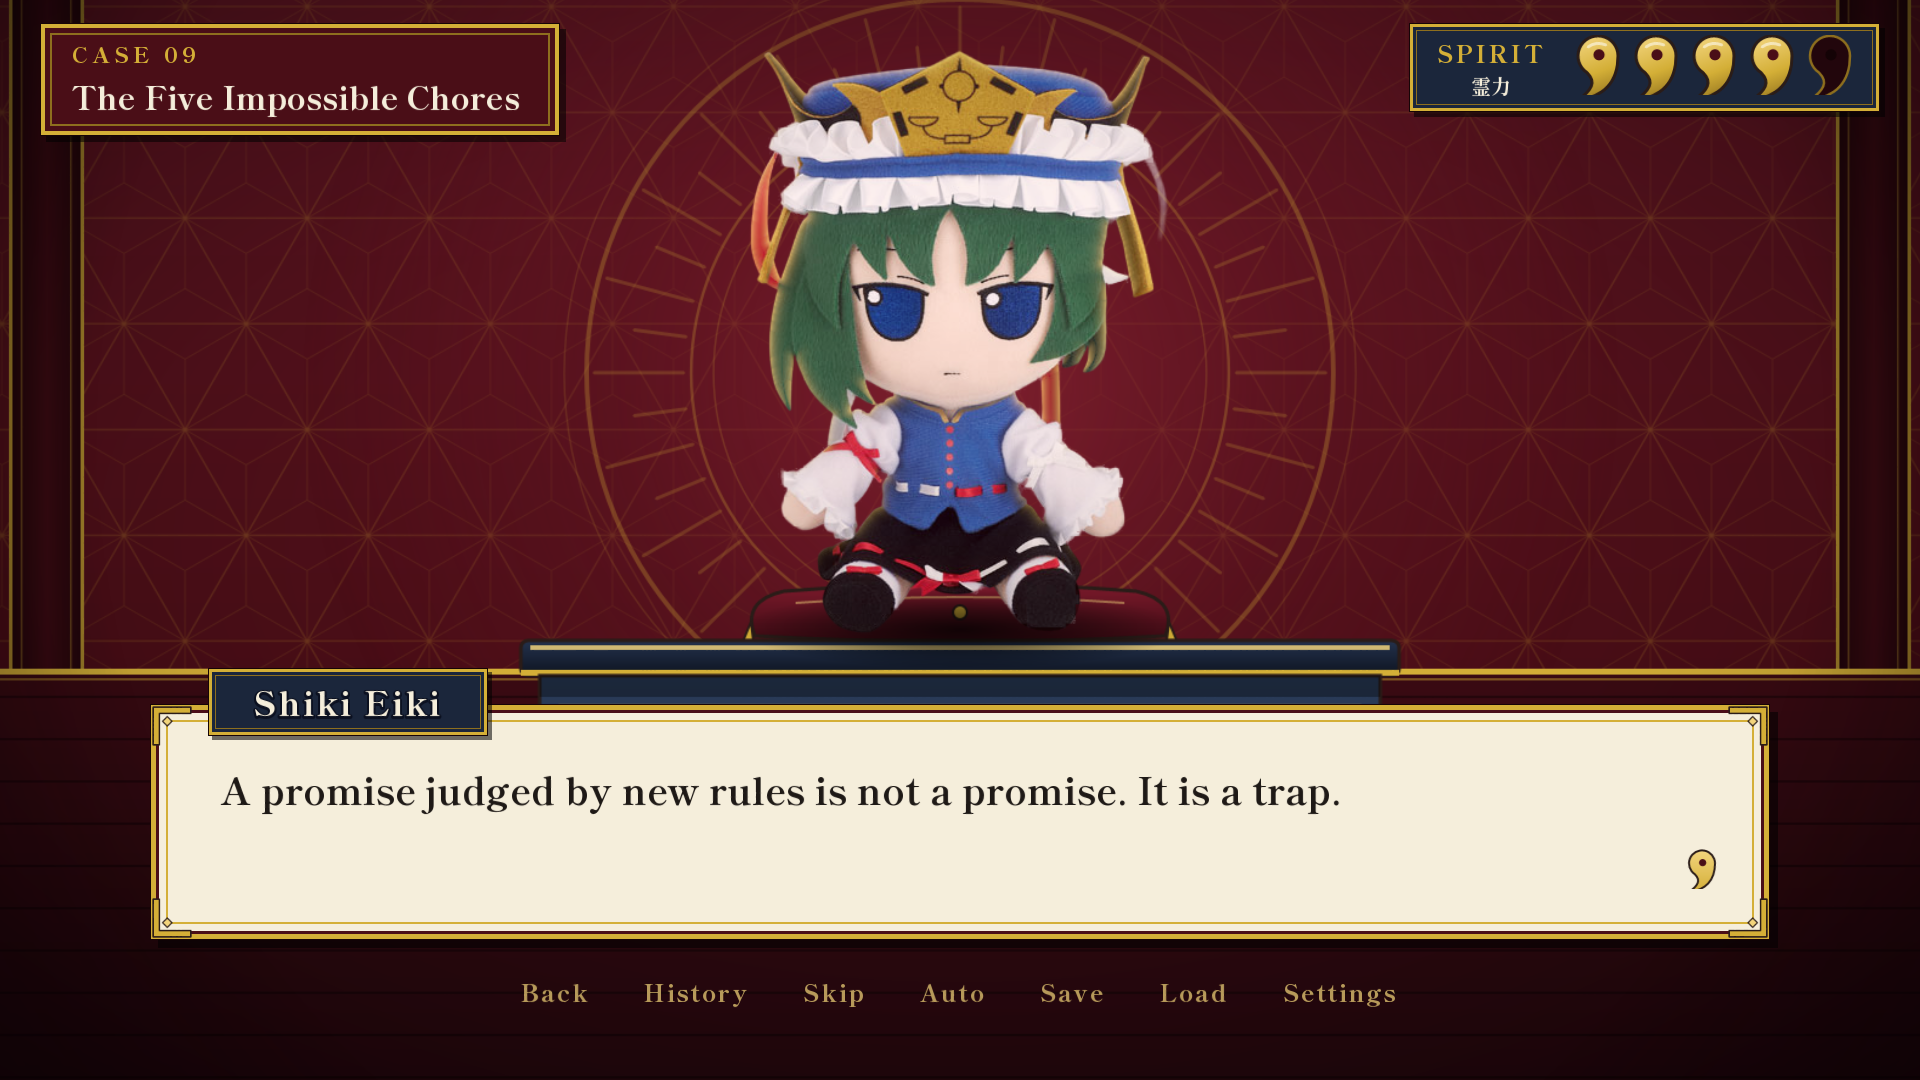 CASE 09
The Five Impossible Chores
SPIRIT
霊力
Shiki Eiki
A promise judged by new rules is not a promise. It is a trap.
Back History Skip Auto Save Load Settings